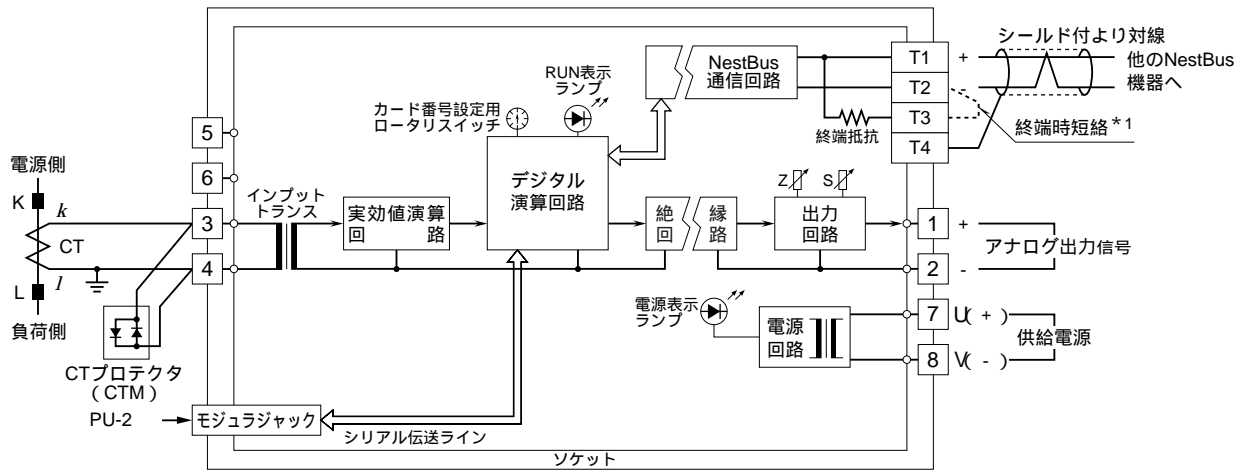 シールド付より対線
他のNestBus
機器へ
T1
+
T2
-
T3
T4
終端時短絡*1
終端抵抗
NestBus
通信回路
RUN表示
ランプ
カード番号設定用
ロータリスイッチ
デジタル
演算回路
5
6
電源側
K
k
CT
l
L
負荷側
3
4
インプット
トランス
実効値演算
回 路
絶 縁
回 路
Z
S
出力
回路
1
+
2
-
アナログ出力信号
電源表示
ランプ
電源
回路
7
U( + )
8
V( - )
供給電源
CTプロテクタ
( CTM )
PU-2
モジュラジャック
シリアル伝送ライン
ソケット